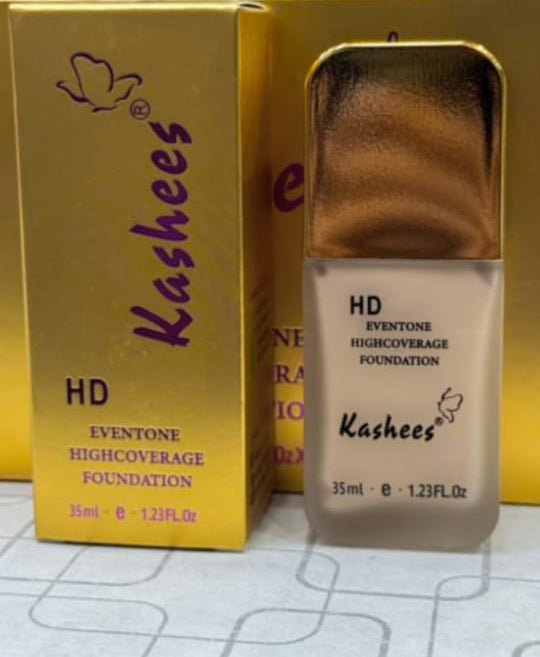 Kashees®
HD
EVENTONE
HIGHCOVERAGE
FOUNDATION
35ml · e · 1.23FL.Oz
HD
EVENTONE
HIGHCOVERAGE
FOUNDATION
Kashees®
35ml · e · 1.23FL.Oz